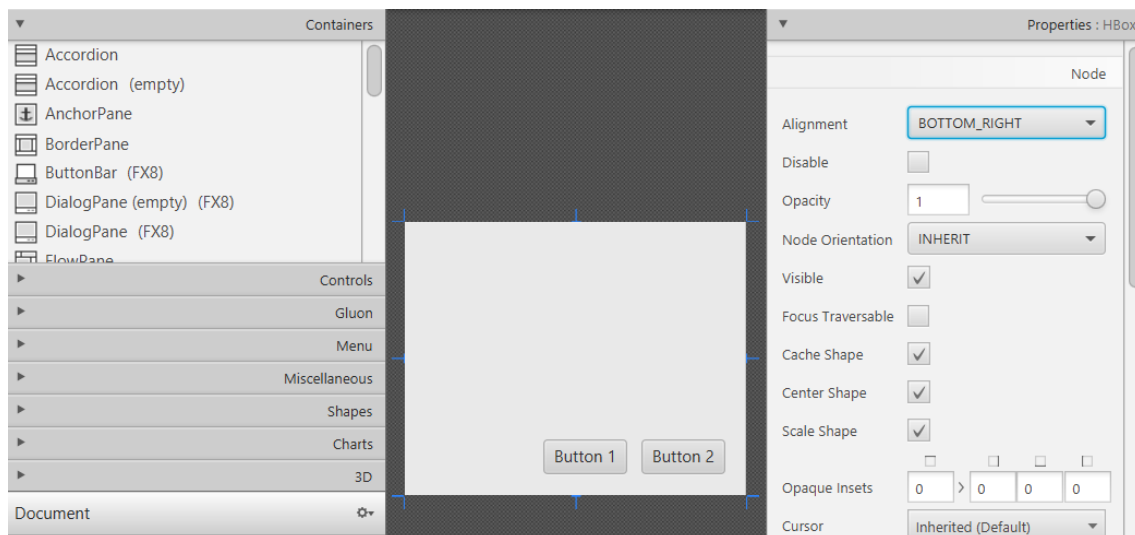 Containers
Accordion
Accordion (empty)
AnchorPane
BorderPane
ButtonBar (FX8)
DialogPane (empty) (FX8)
DialogPane (FX8)
FlowPane
Controls
Gluon
Menu
Miscellaneous
Shapes
Charts
3D
Document
Button 1 Button 2
Properties : HBox
Node
Alignment BOTTOM_RIGHT
Disable
Opacity 1
Node Orientation INHERIT
Visible
Focus Traversable
Cache Shape
Center Shape
Scale Shape
Opaque Insets 0 > 0 0 0
Cursor Inherited (Default)